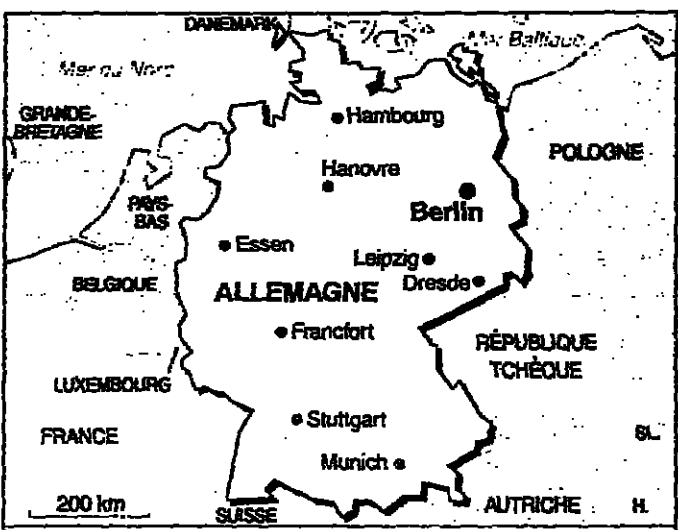 DANEMARK
Mer Baltique
Mer du Nord
GRANDE-
BRETAGNE
Hambourg
POLOGNE
Hanovre
PAYS-
BAS
Berlin
Essen
Leipzig
BELGIQUE
ALLEMAGNE
Dresde
Francfort
RÉPUBLIQUE
TCHÈQUE
LUXEMBOURG
Stuttgart
FRANCE
SL.
Munich
200 km
SUISSE
AUTRICHE
H.